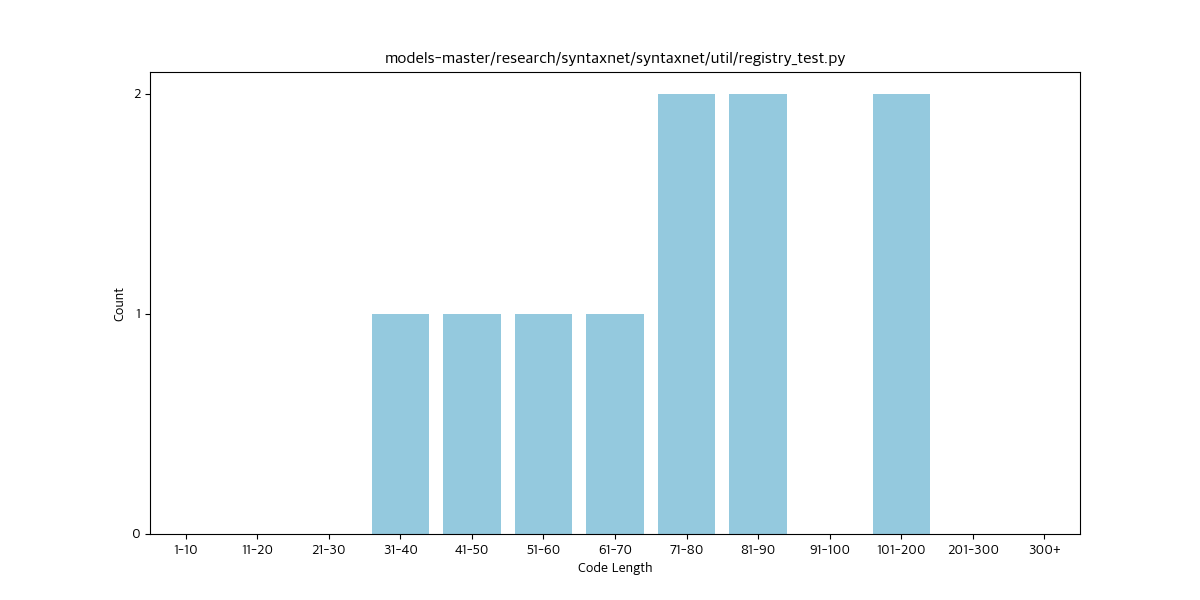 models-master/research/syntaxnet/syntaxnet/util/registry_test.py
Count
2
1
0
1-10 11-20 21-30 31-40 41-50 51-60 61-70 71-80 81-90 91-100 101-200 201-300 300+
Code Length